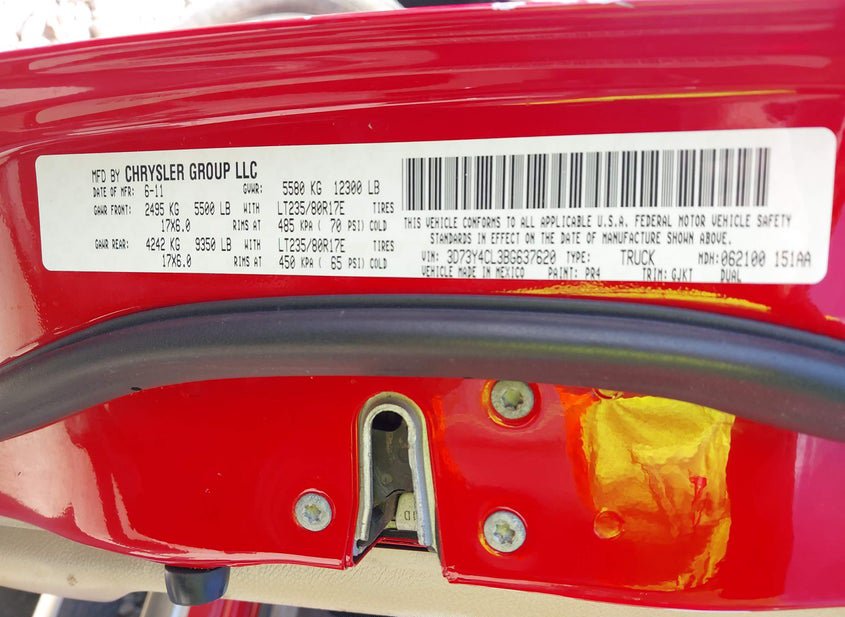 MFD BY CHRYSLER GROUP LLC
DATE OF MFR: 6-11 GVWR: 5580 KG 12300 LB
GAWR FRONT: 2495 KG 5500 LB WITH LT235/80R17E TIRES
17X6.0 RIMS AT 485 KPA ( 70 PSI) COLD
GAWR REAR: 4242 KG 9350 LB WITH LT235/80R17E TIRES
17X6.0 RIMS AT 450 KPA ( 65 PSI) COLD
THIS VEHICLE CONFORMS TO ALL APPLICABLE U.S.A. FEDERAL MOTOR VEHICLE SAFETY
STANDARDS IN EFFECT ON THE DATE OF MANUFACTURE SHOWN ABOVE.
VIN: 3D73Y4CL3BG637620 TYPE: TRUCK MDH: 062100 151AA
VEHICLE MADE IN MEXICO PAINT: PR4 TRIM: GJKT DUAL